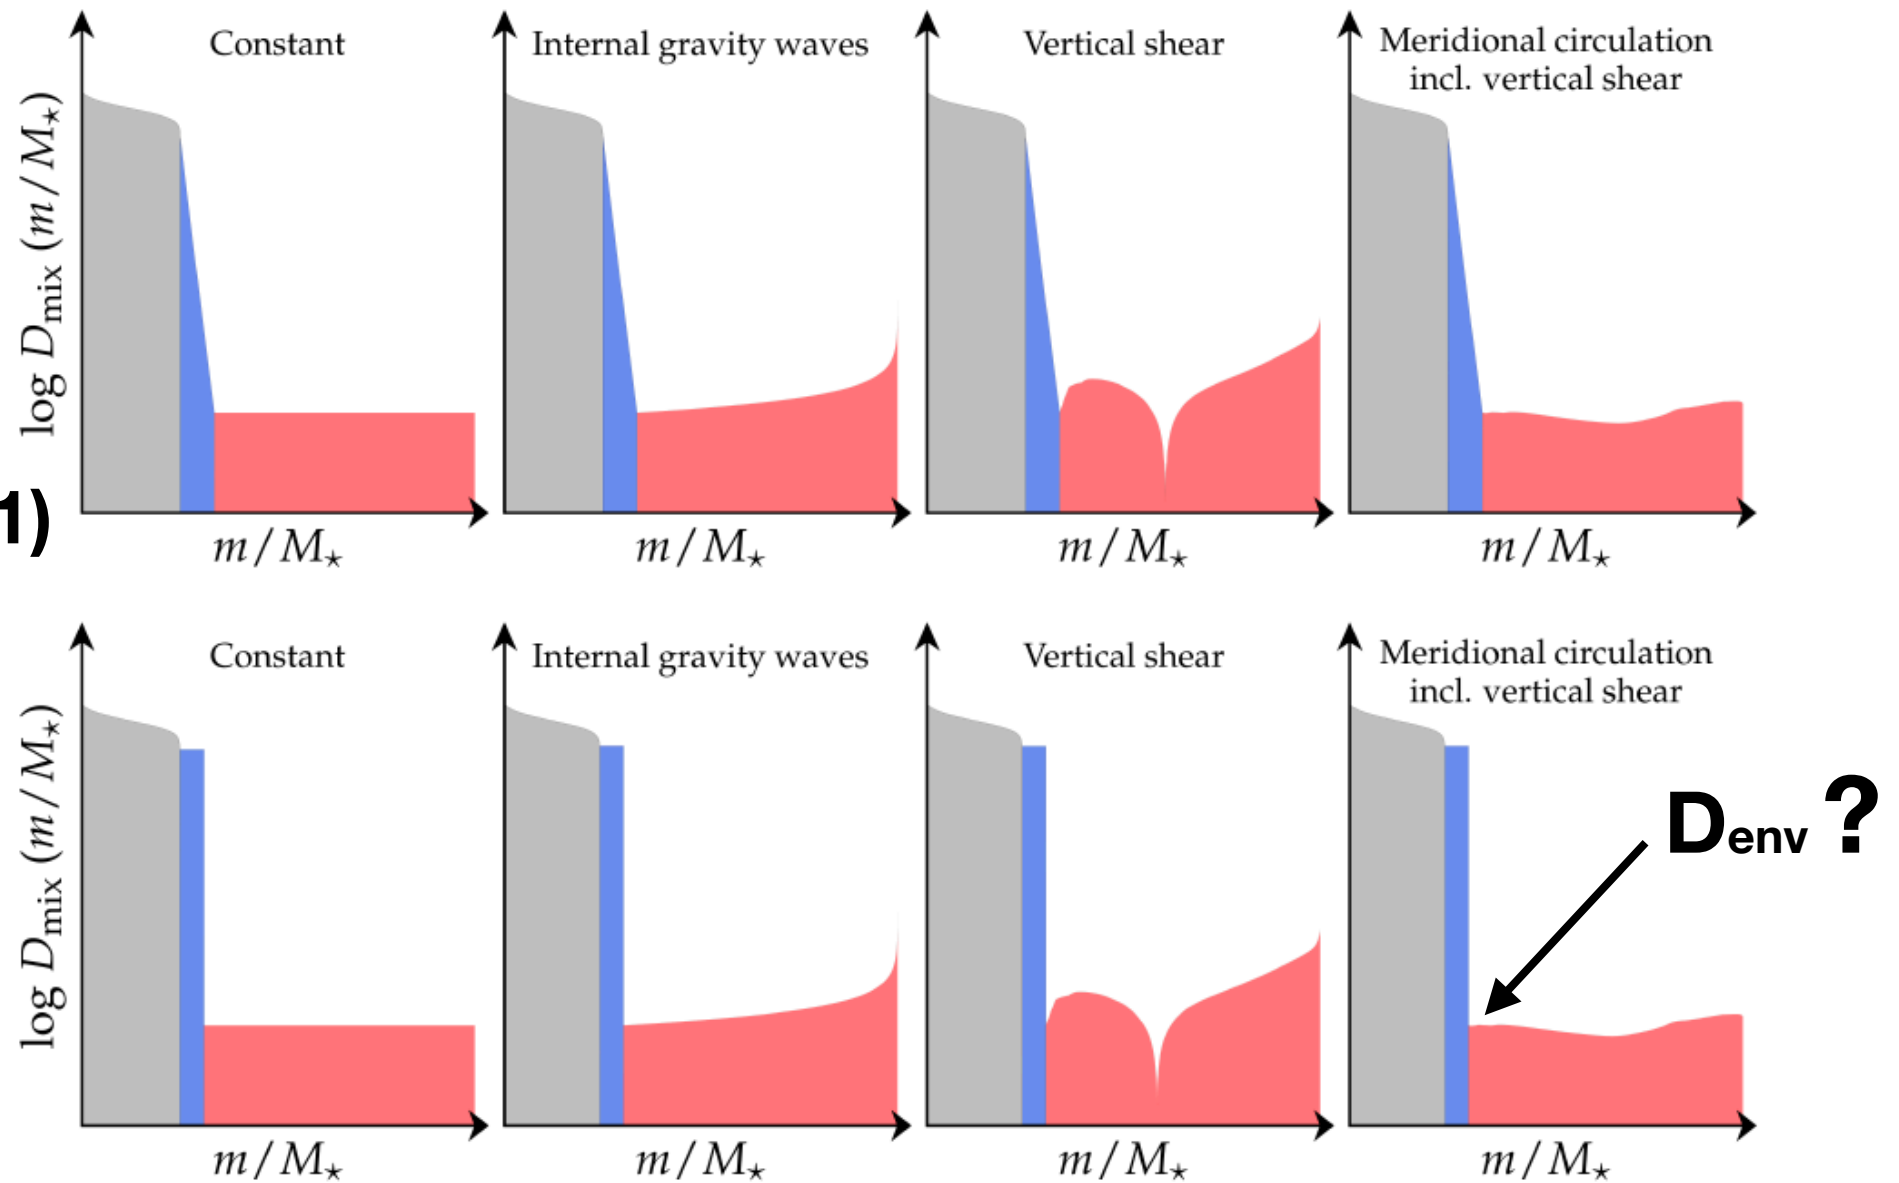 Constant
Internal gravity waves
Vertical shear
Meridional circulation
incl. vertical shear
log D_mix (m / M⋆)
1)
m / M⋆
m / M⋆
m / M⋆
m / M⋆
Constant
Internal gravity waves
Vertical shear
Meridional circulation
incl. vertical shear
log D_mix (m / M⋆)
D_env ?
m / M⋆
m / M⋆
m / M⋆
m / M⋆